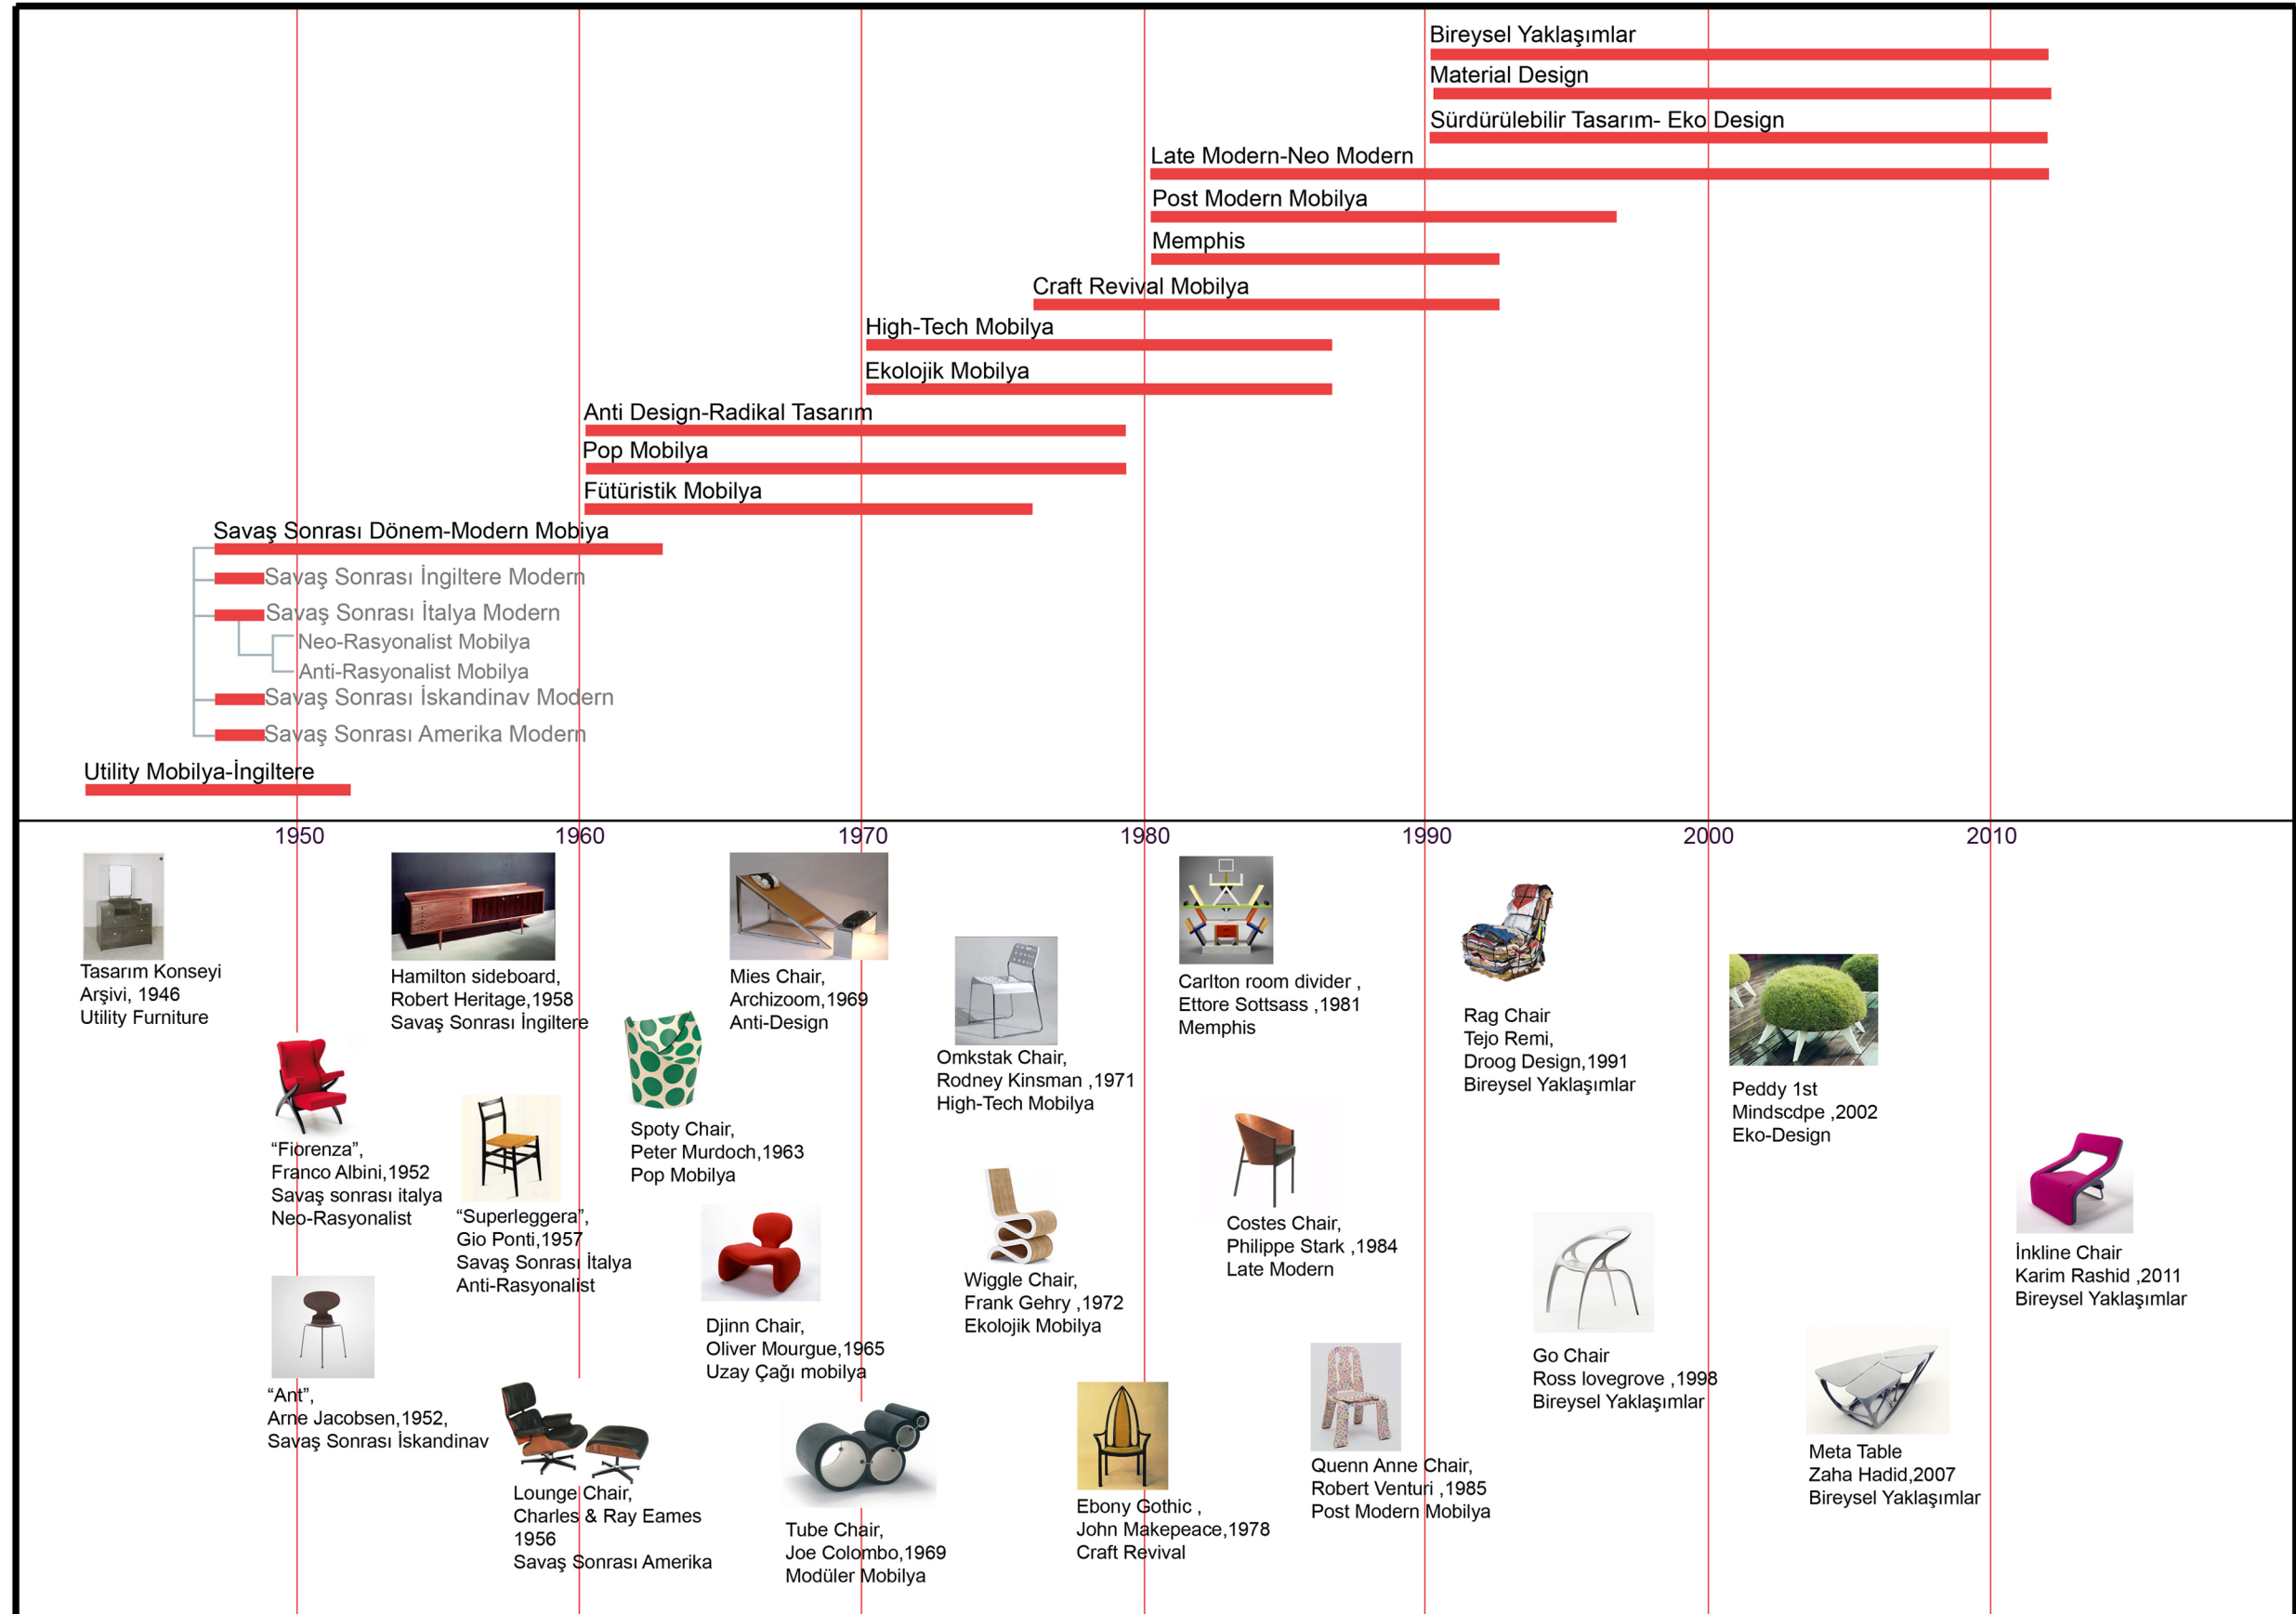 Bireysel Yaklaşımlar
Material Design
Sürdürülebilir Tasarım- Eko Design
Late Modern-Neo Modern
Post Modern Mobilya
Memphis
Craft Revival Mobilya
High-Tech Mobilya
Ekolojik Mobilya
Anti Design-Radikal Tasarım
Pop Mobilya
Fütüristik Mobilya
Savaş Sonrası Dönem-Modern Mobiya
Savaş Sonrası İngiltere Modern
Savaş Sonrası İtalya Modern
Neo-Rasyonalist Mobilya
Anti-Rasyonalist Mobilya
Savaş Sonrası İskandinav Modern
Savaş Sonrası Amerika Modern
Utility Mobilya-İngiltere
1950 1960 1970 1980 1990 2000 2010
Tasarım Konseyi
Arşivi, 1946
Utility Furniture
Hamilton sideboard,
Robert Heritage,1958
Savaş Sonrası İngiltere
Mies Chair,
Archizoom,1969
Anti-Design
Omkstak Chair,
Rodney Kinsman ,1971
High-Tech Mobilya
Carlton room divider ,
Ettore Sottsass ,1981
Memphis
Rag Chair
Tejo Remi,
Droog Design,1991
Bireysel Yaklaşımlar
Peddy 1st
Mindscdpe ,2002
Eko-Design
“Fiorenza”,
Franco Albini,1952
Savaş sonrası italya
Neo-Rasyonalist
“Superleggera”,
Gio Ponti,1957
Savaş Sonrası İtalya
Anti-Rasyonalist
Spoty Chair,
Peter Murdoch,1963
Pop Mobilya
Djinn Chair,
Oliver Mourgue,1965
Uzay Çağı mobilya
Wiggle Chair,
Frank Gehry ,1972
Ekolojik Mobilya
Costes Chair,
Philippe Stark ,1984
Late Modern
İnkline Chair
Karim Rashid ,2011
Bireysel Yaklaşımlar
“Ant”,
Arne Jacobsen,1952,
Savaş Sonrası İskandinav
Lounge Chair,
Charles & Ray Eames
1956
Savaş Sonrası Amerika
Tube Chair,
Joe Colombo,1969
Modüler Mobilya
Ebony Gothic ,
John Makepeace,1978
Craft Revival
Quenn Anne Chair,
Robert Venturi ,1985
Post Modern Mobilya
Go Chair
Ross lovegrove ,1998
Bireysel Yaklaşımlar
Meta Table
Zaha Hadid,2007
Bireysel Yaklaşımlar